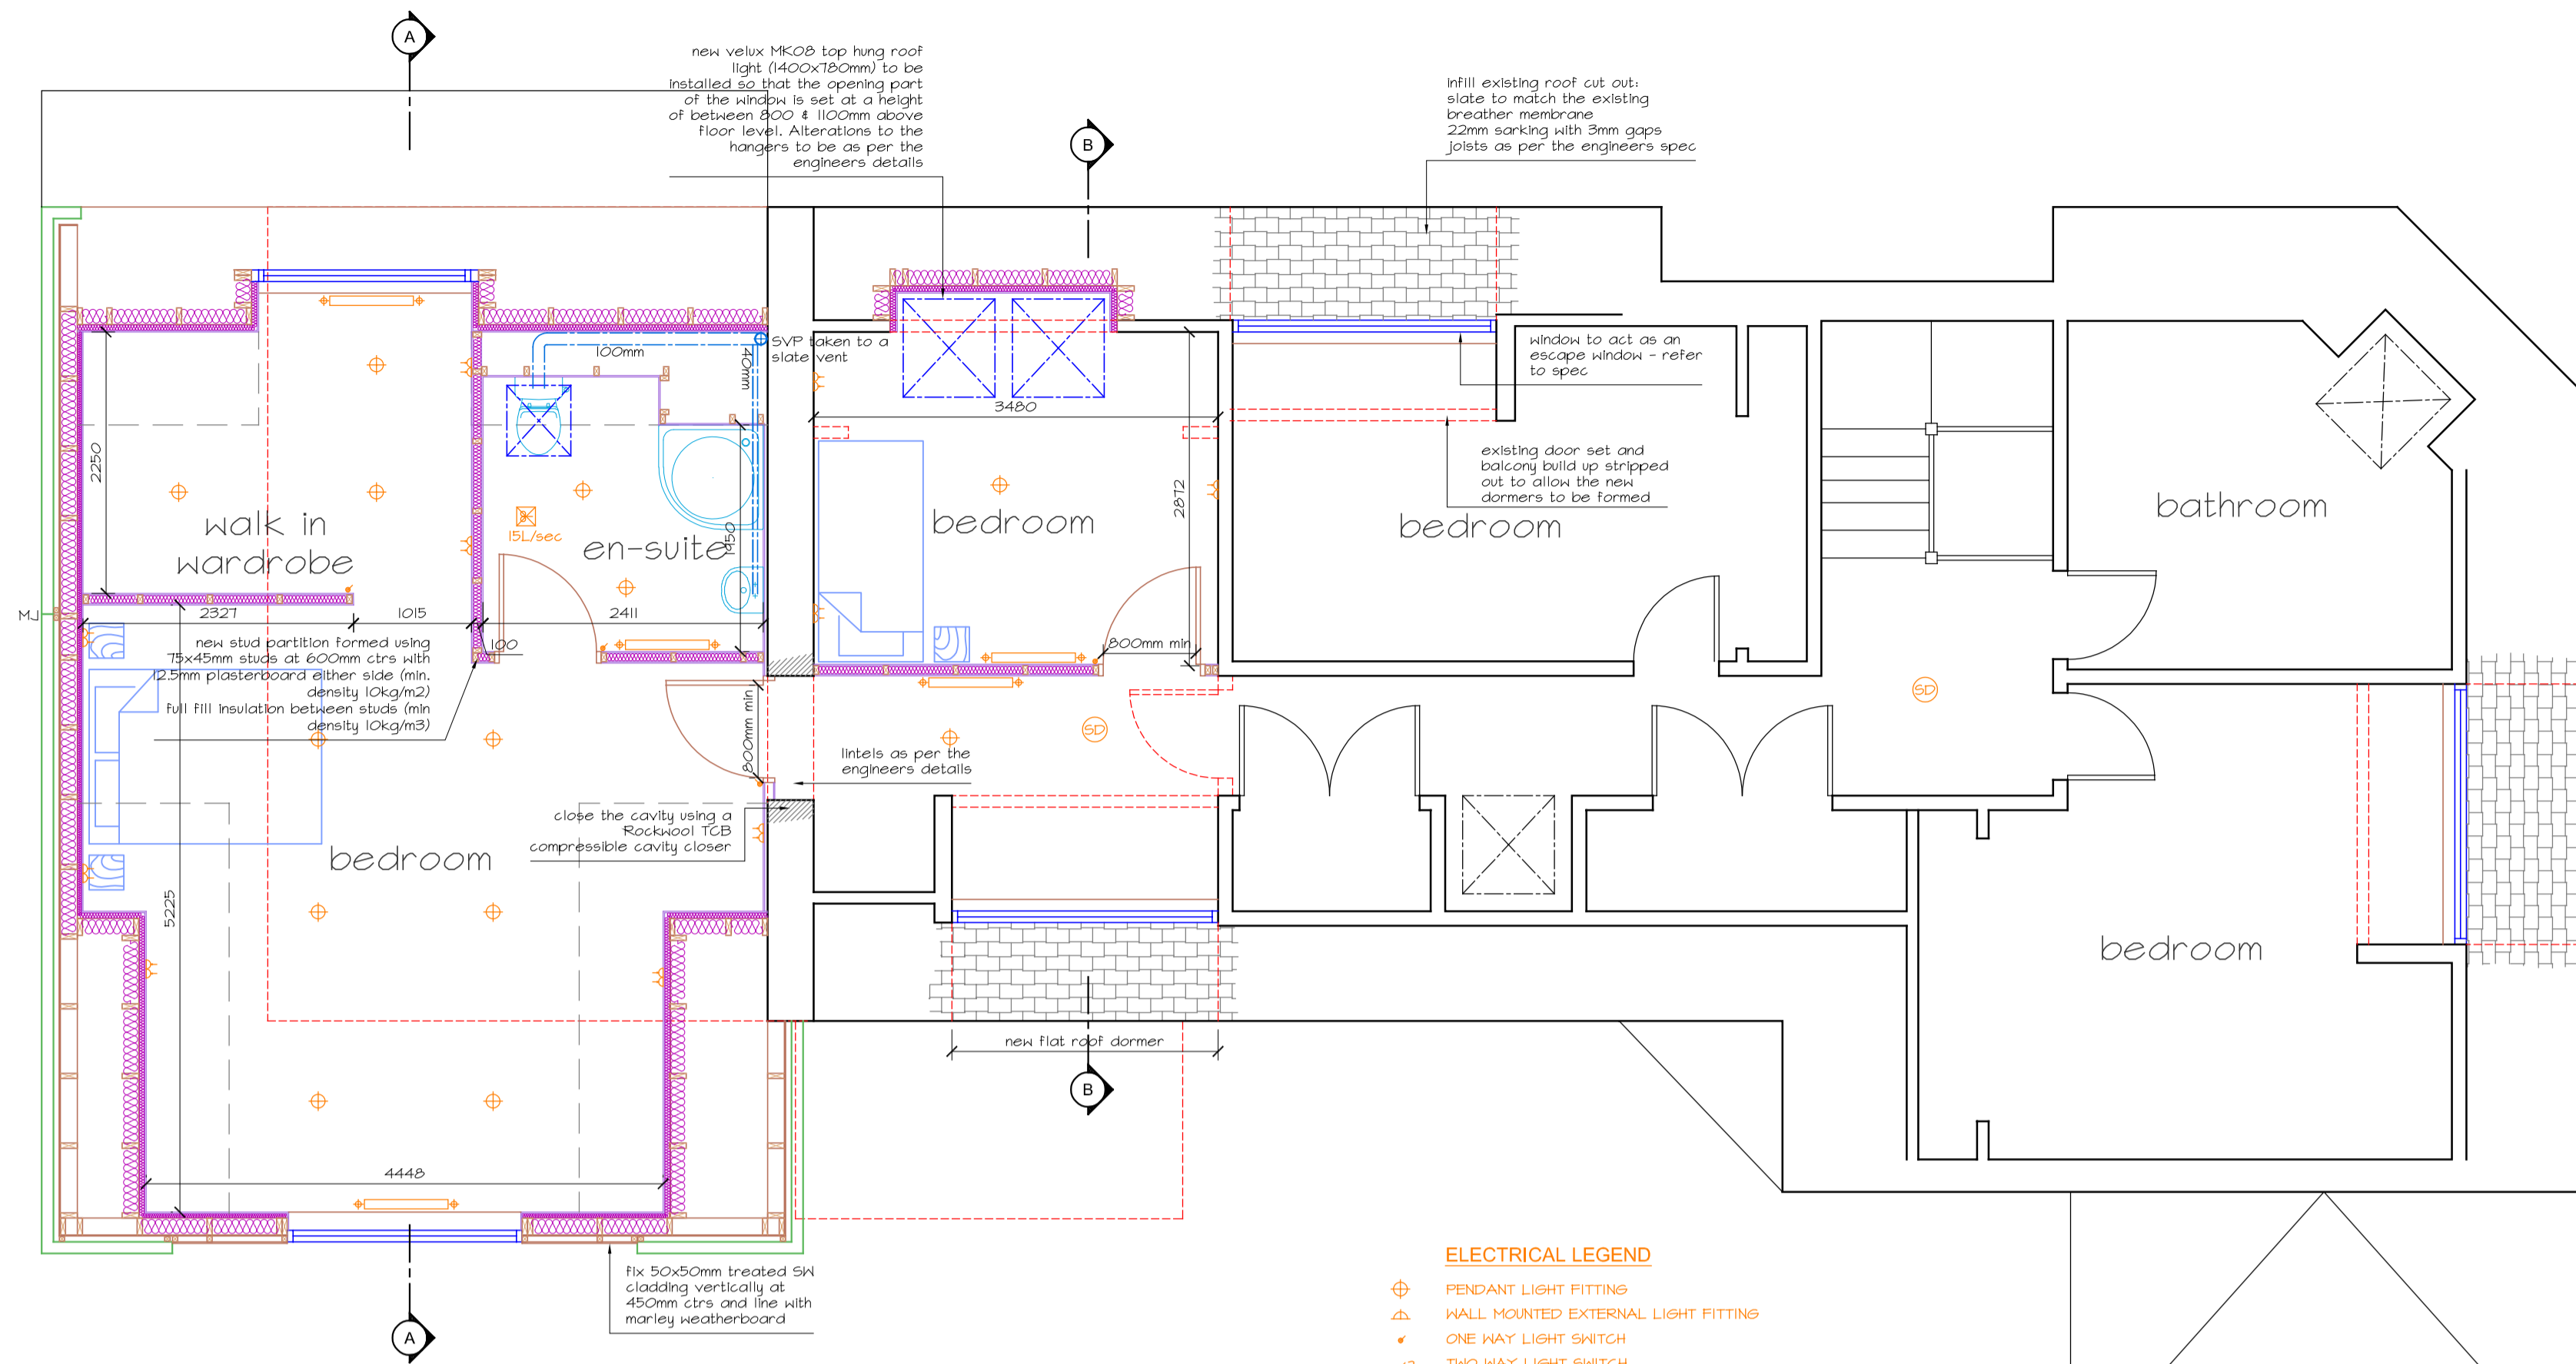 A
new velux MK08 top hung roof
light (1400x780mm) to be
installed so that the opening part
of the window is set at a height
of between 800 & 1100mm above
floor level. Alterations to the
hangers to be as per the
engineers details
B
infill existing roof cut out:
slate to match the existing
breather membrane
22mm sarking with 3mm gaps
joists as per the engineers spec
100mm
40mm
SVP taken to a
slate vent
window to act as an
escape window - refer
to spec
3480
existing door set and
balcony build up stripped
out to allow the new
dormers to be formed
2250
2872
walk in
wardrobe
15L/sec
en-suite
1950
bedroom
bedroom
bathroom
MJ
2327
1015
2411
100
800mm min
new stud partition formed using
75x45mm studs at 600mm ctrs with
12.5mm plasterboard either side (min.
density 10kg/m2)
full fill insulation between studs (min
density 10kg/m3)
800mm min
SD
SD
lintels as per the
engineers details
close the cavity using a
Rockwool TCB
compressible cavity closer
bedroom
5225
bedroom
new flat roof dormer
B
4448
fix 50x50mm treated SW
cladding vertically at
450mm ctrs and line with
marley weatherboard
A
ELECTRICAL LEGEND
PENDANT LIGHT FITTING
WALL MOUNTED EXTERNAL LIGHT FITTING
ONE WAY LIGHT SWITCH
TWO WAY LIGHT SWITCH